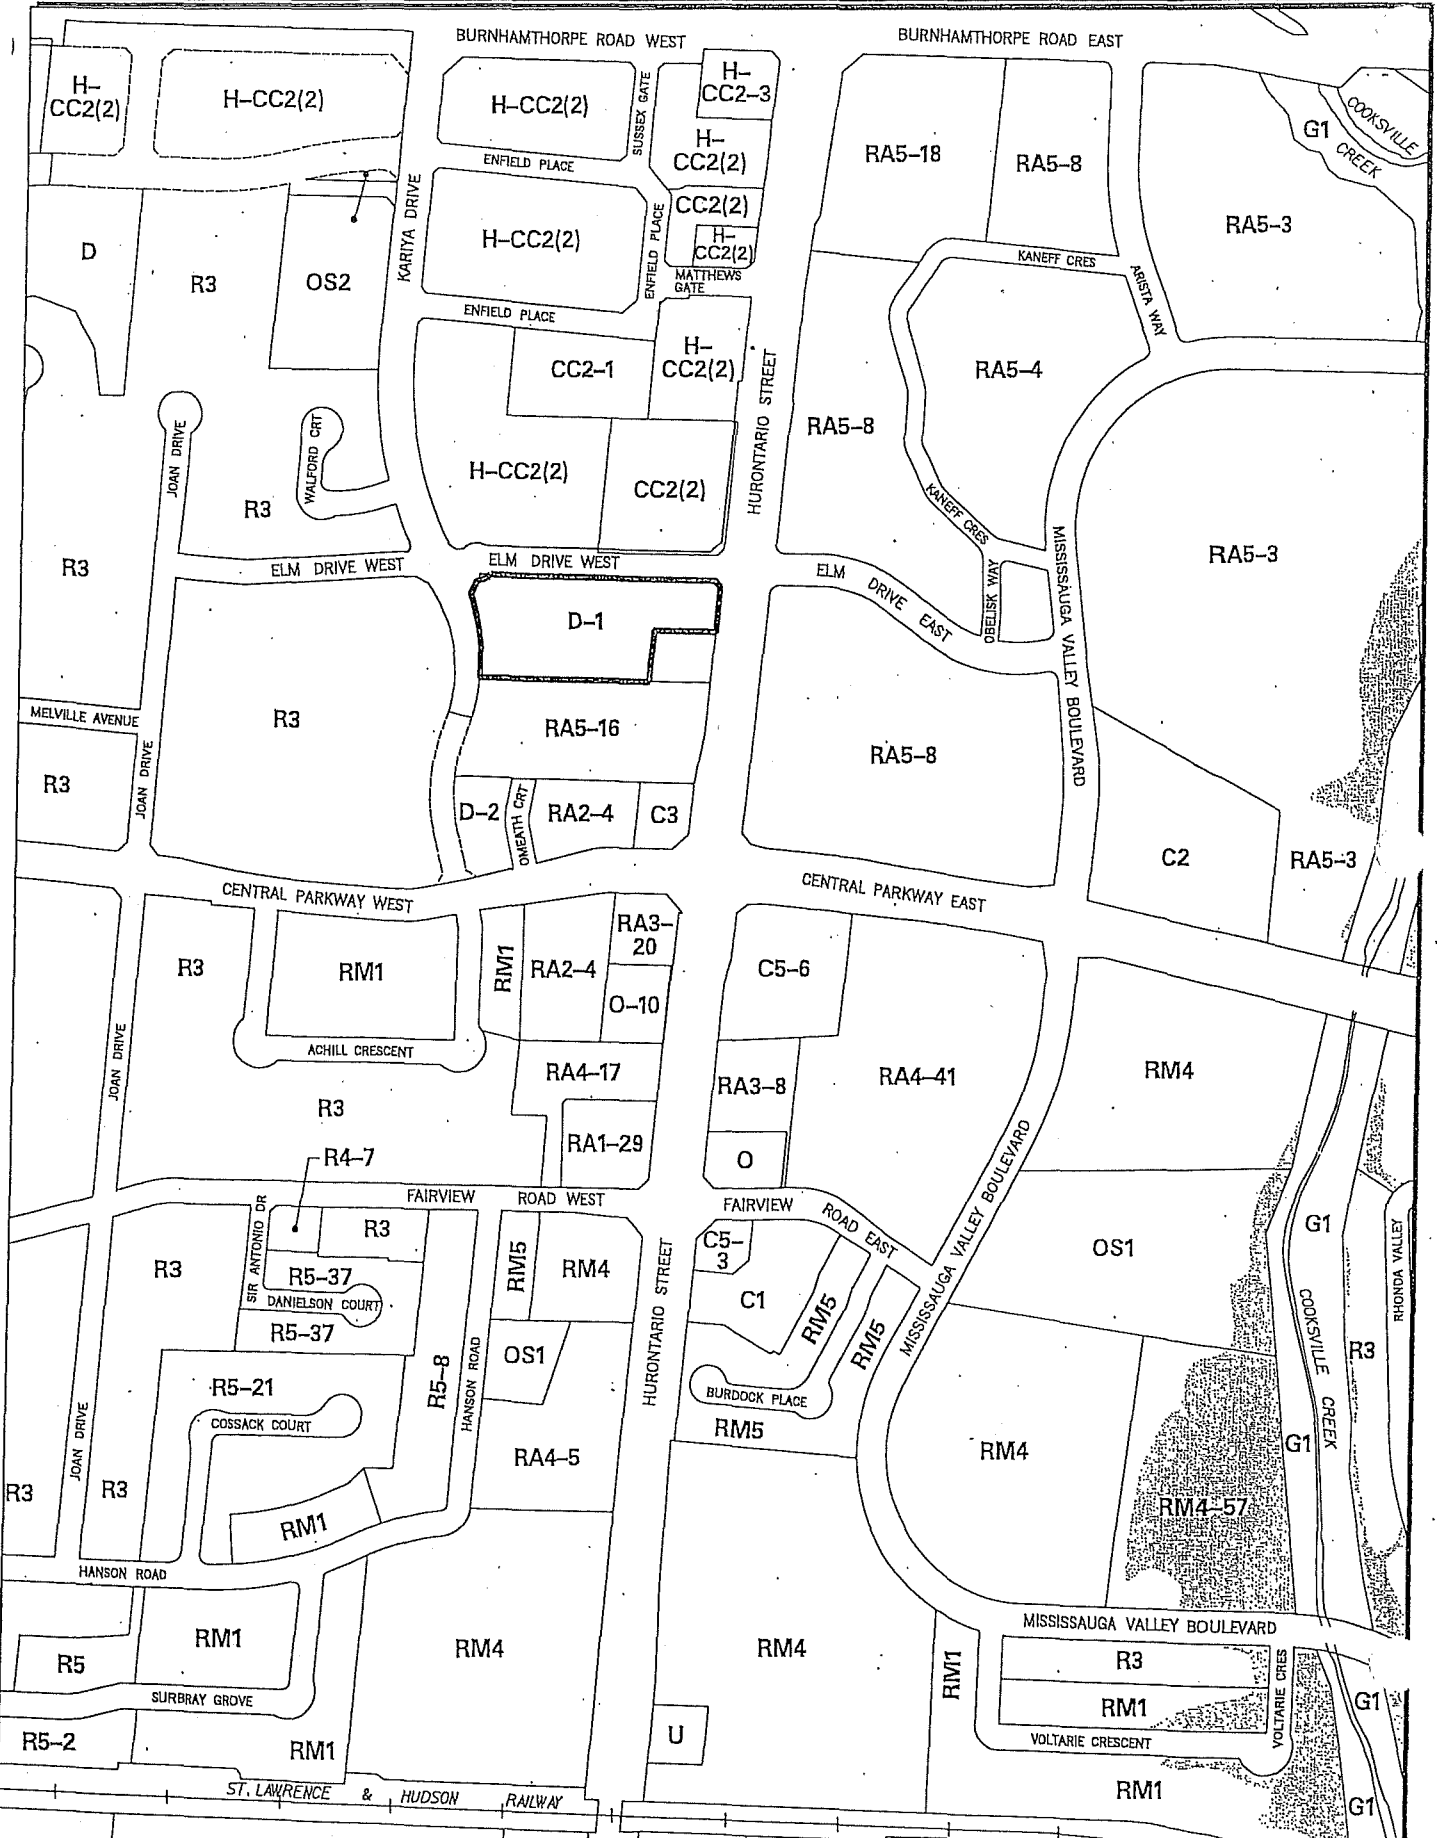 BURNHAMTHORPE ROAD WEST
BURNHAMTHORPE ROAD EAST
H-
CC2(2)
H-CC2(2)
H-CC2(2)
SUSSEX GATE
H-
CC2-3
H-
CC2(2)
RA5-18
RA5-8
G1
COOKSVILLE
CREEK
ENFIELD PLACE
CC2(2)
H-
CC2(2)
MATTHEWS
GATE
D
R3
OS2
KARIYA DRIVE
H-CC2(2)
ENFIELD PLACE
RA5-3
KANEFF CRES
ARISTA WAY
ENFIELD PLACE
CC2-1
H-
CC2(2)
HURONTARIO STREET
RA5-4
RA5-8
JOAN DRIVE
WALFORD CRT
R3
H-CC2(2)
CC2(2)
KANEFF CRES
R3
ELM DRIVE WEST
ELM DRIVE WEST
ELM DRIVE EAST
OBELISK WAY
MISSISSAUGA VALLEY BOULEVARD
RA5-3
D-1
MELVILLE AVENUE
R3
RA5-16
RA5-8
R3
JOAN DRIVE
D-2
OMEATH CRT
RA2-4
C3
C2
RA5-3
CENTRAL PARKWAY WEST
CENTRAL PARKWAY EAST
R3
RM1
RM1
RA2-4
RA3-
20
O-10
C5-6
JOAN DRIVE
ACHILL CRESCENT
RA4-17
RA3-8
RA4-41
RM4
R3
RA1-29
O
R4-7
FAIRVIEW ROAD WEST
FAIRVIEW ROAD EAST
MISSISSAUGA VALLEY BOULEVARD
G1
RHONDA VALLEY
SIR ANTONIO DR
R3
R3
R5-37
DANIELSON COURT
R5-37
RM5
RM4
C5-
3
C1
RM5
RM5
OS1
COOKSVILLE CREEK
R3
R5-21
R5-8
HANSON ROAD
OS1
HURONTARIO STREET
BURDOCK PLACE
RM5
COSSACK COURT
JOAN DRIVE
RA4-5
RM4
G1
R3
R3
RM1
RM4-57
HANSON ROAD
MISSISSAUGA VALLEY BOULEVARD
RM1
R5
RM4
RM4
RM1
R3
RM1
VOLTARIE CRES
G1
SURBRAY GROVE
R5-2
RM1
U
VOLTARIE CRESCENT
RM1
G1
ST. LAWRENCE & HUDSON RAILWAY